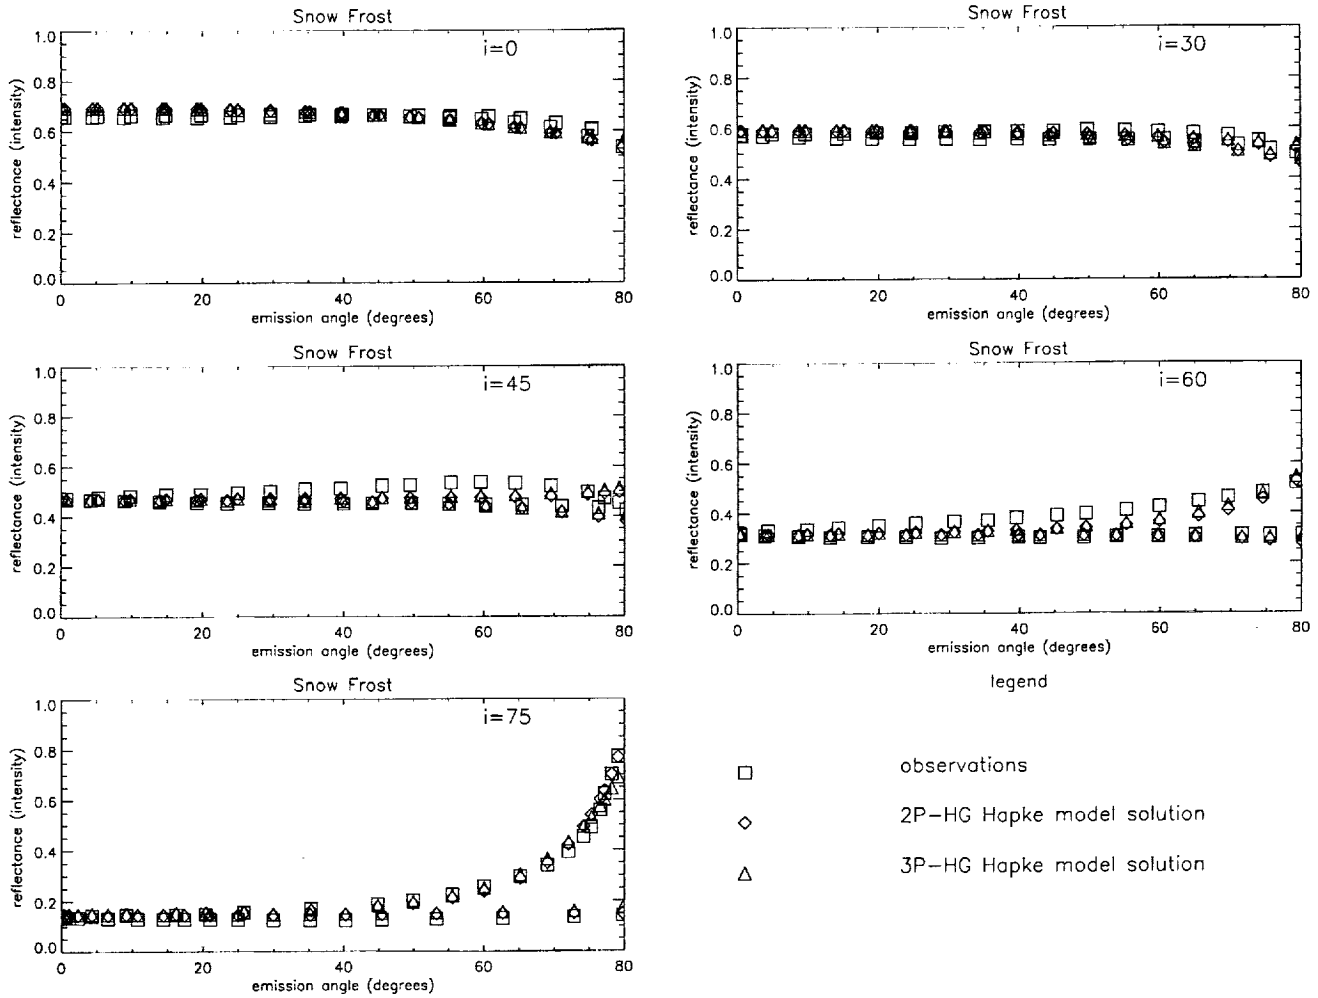 Snow Frost
i=0
reflectance (intensity)
1.0
0.8
0.6
0.4
0.2
0.0
0
20
40
60
80
emission angle (degrees)
Snow Frost
i=30
reflectance (intensity)
1.0
0.8
0.6
0.4
0.2
0.0
0
20
40
60
80
emission angle (degrees)
Snow Frost
i=45
reflectance (intensity)
1.0
0.8
0.6
0.4
0.2
0.0
0
20
40
60
80
emission angle (degrees)
Snow Frost
i=60
reflectance (intensity)
1.0
0.8
0.6
0.4
0.2
0.0
0
20
40
60
80
emission angle (degrees)
Snow Frost
i=75
reflectance (intensity)
1.0
0.8
0.6
0.4
0.2
0.0
0
20
40
60
80
emission angle (degrees)
legend
observations
2P-HG Hapke model solution
3P-HG Hapke model solution